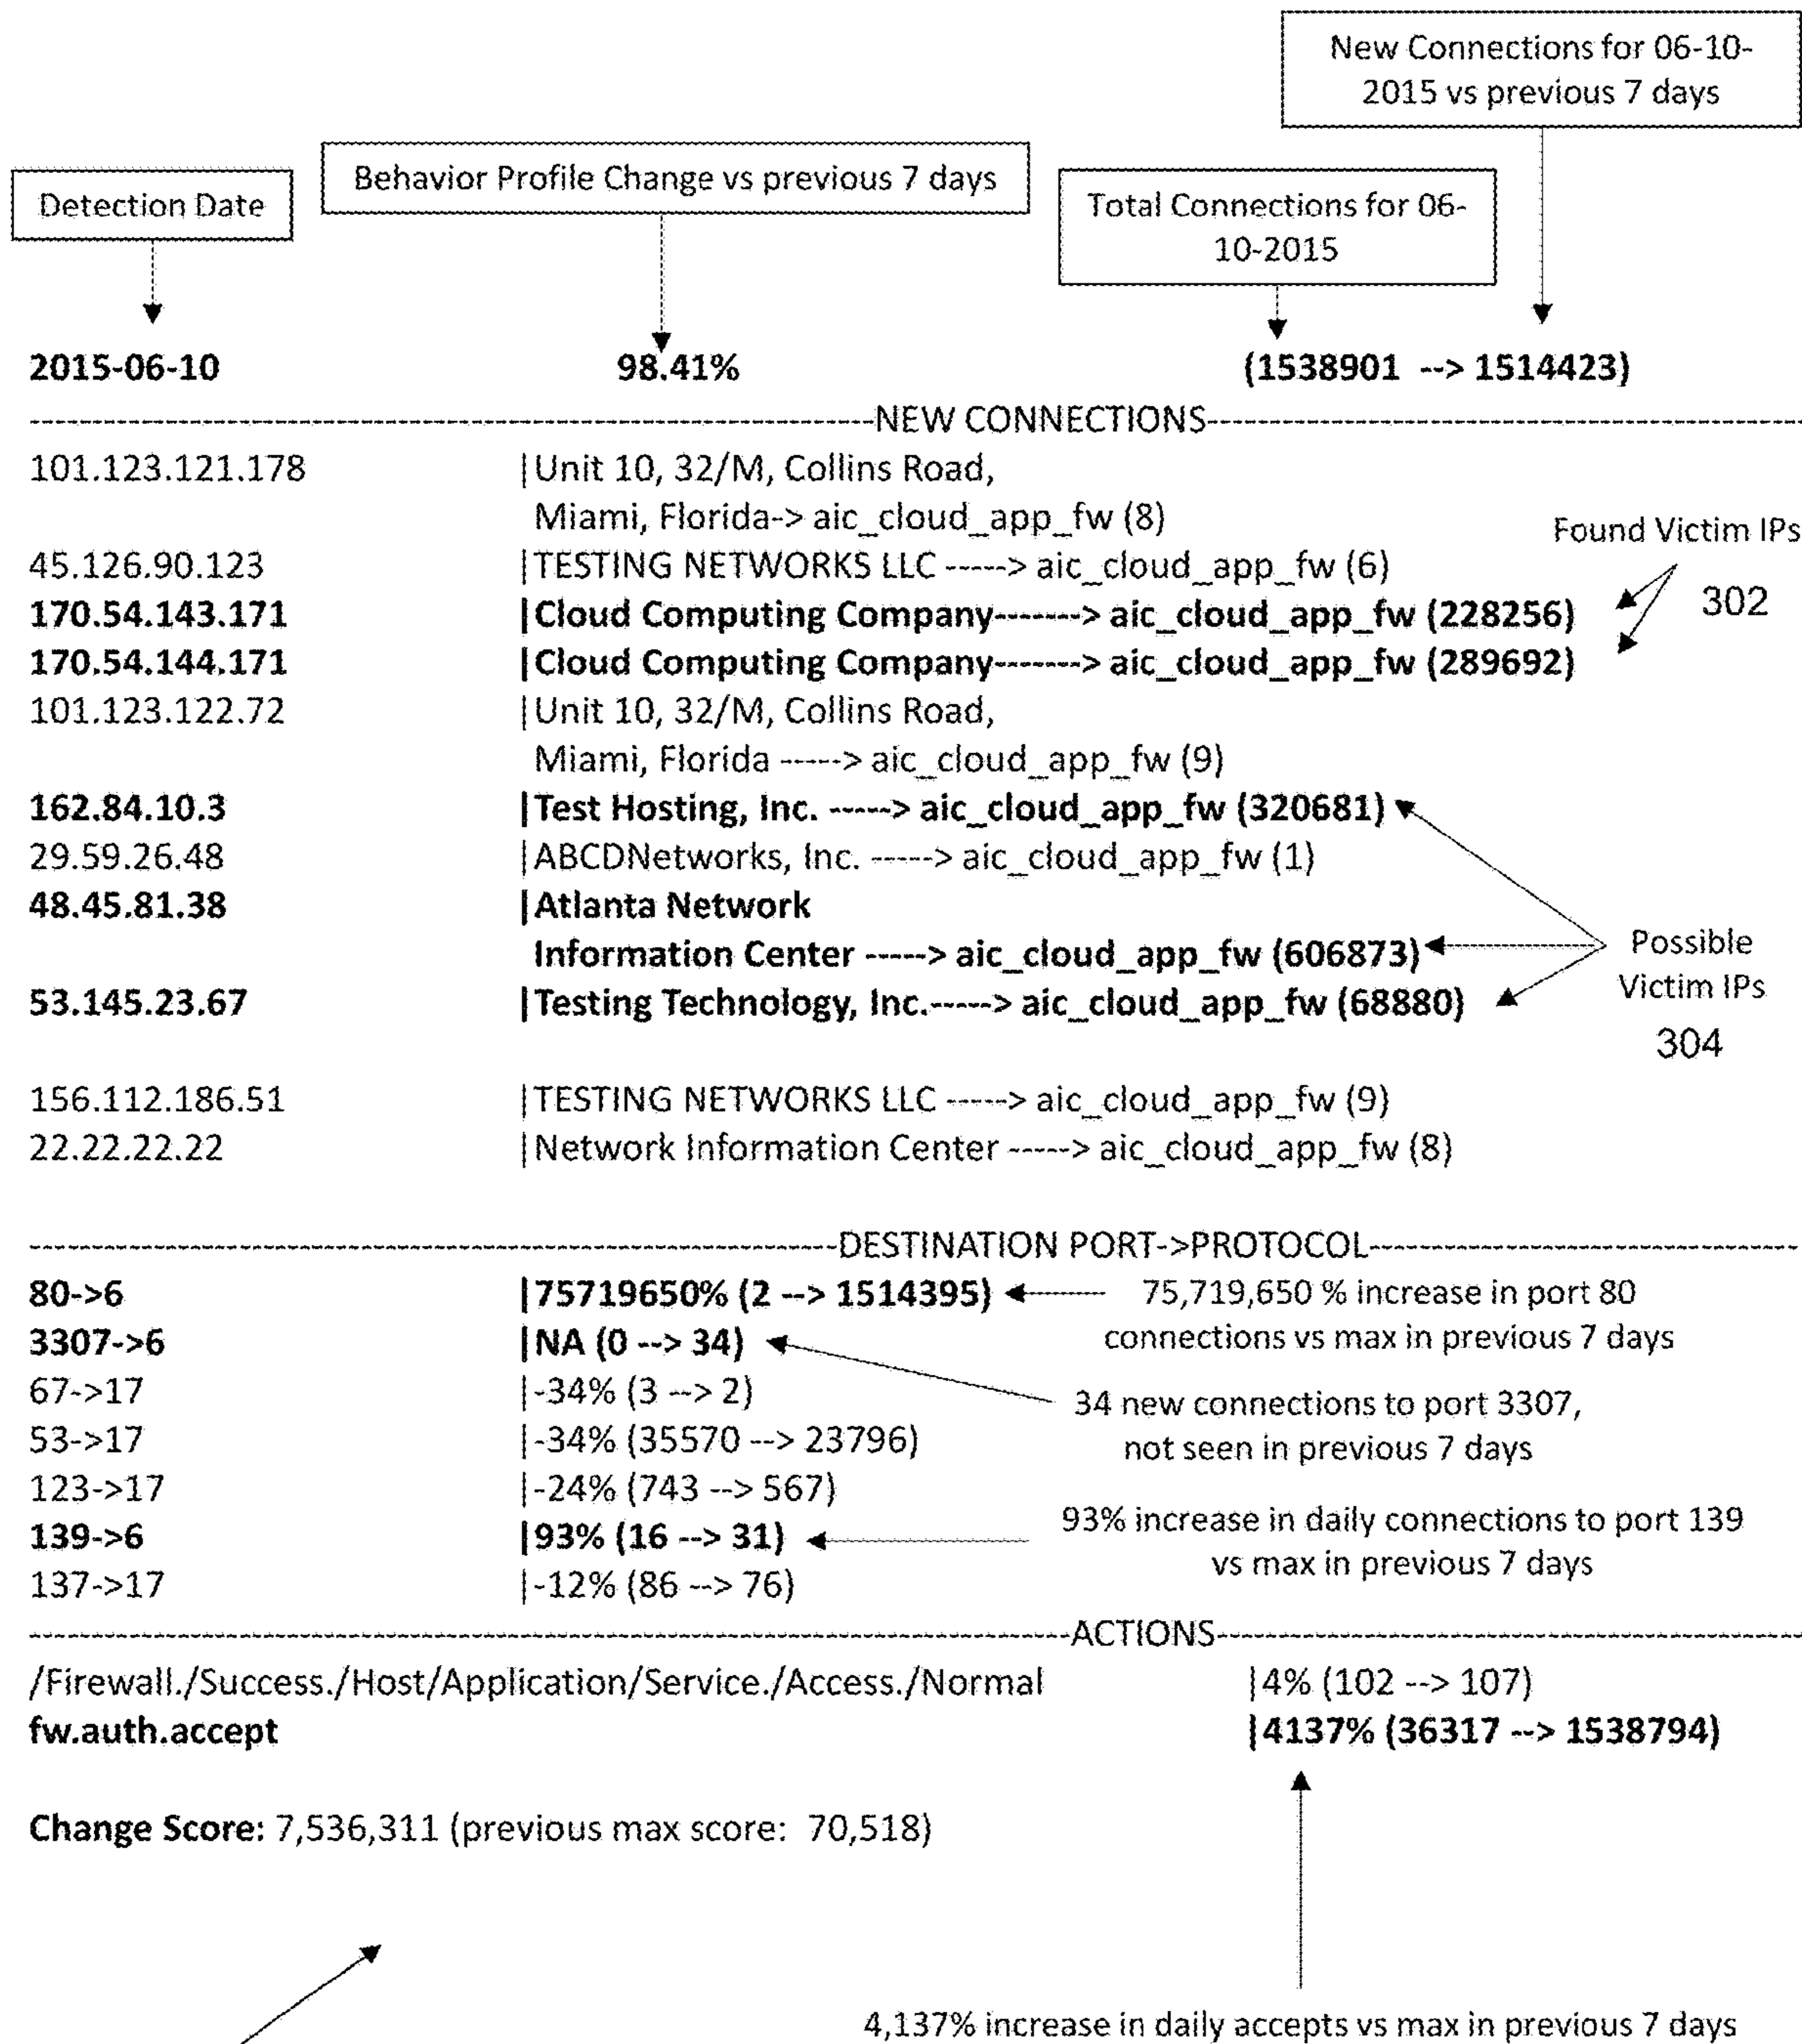 New Connections for 06-10-
2015 vs previous 7 days
Behavior Profile Change vs previous 7 days
Detection Date
Total Connections for 06-
10-2015
2015-06-10 98.41% (1538901 --> 1514423)
NEW CONNECTIONS
101.123.121.178 |Unit 10, 32/M, Collins Road,
Miami, Florida-> aic_cloud_app_fw (8)
Found Victim IPs
302
45.126.90.123 |TESTING NETWORKS LLC -----> aic_cloud_app_fw (6)
170.54.143.171 |Cloud Computing Company-------> aic_cloud_app_fw (228256)
170.54.144.171 |Cloud Computing Company-------> aic_cloud_app_fw (289692)
101.123.122.72 |Unit 10, 32/M, Collins Road,
Miami, Florida -----> aic_cloud_app_fw (9)
162.84.10.3 |Test Hosting, Inc. -----> aic_cloud_app_fw (320681)
29.59.26.48 |ABCDNetworks, Inc. -----> aic_cloud_app_fw (1)
48.45.81.38 |Atlanta Network
Information Center -----> aic_cloud_app_fw (606873)
53.145.23.67 |Testing Technology, Inc.-----> aic_cloud_app_fw (68880)
Possible
Victim IPs
304
156.112.186.51 |TESTING NETWORKS LLC -----> aic_cloud_app_fw (9)
22.22.22.22 |Network Information Center -----> aic_cloud_app_fw (8)
DESTINATION PORT->PROTOCOL
80->6 |75719650% (2 --> 1514395)
75,719,650 % increase in port 80
connections vs max in previous 7 days
3307->6 |NA (0 --> 34)
67->17 |-34% (3 --> 2)
34 new connections to port 3307,
not seen in previous 7 days
53->17 |-34% (35570 --> 23796)
123->17 |-24% (743 --> 567)
139->6 |93% (16 --> 31)
93% increase in daily connections to port 139
vs max in previous 7 days
137->17 |-12% (86 --> 76)
ACTIONS
/Firewall./Success./Host/Application/Service./Access./Normal |4% (102 --> 107)
fw.auth.accept |4137% (36317 --> 1538794)
Change Score: 7,536,311 (previous max score: 70,518)
4,137% increase in daily accepts vs max in previous 7 days